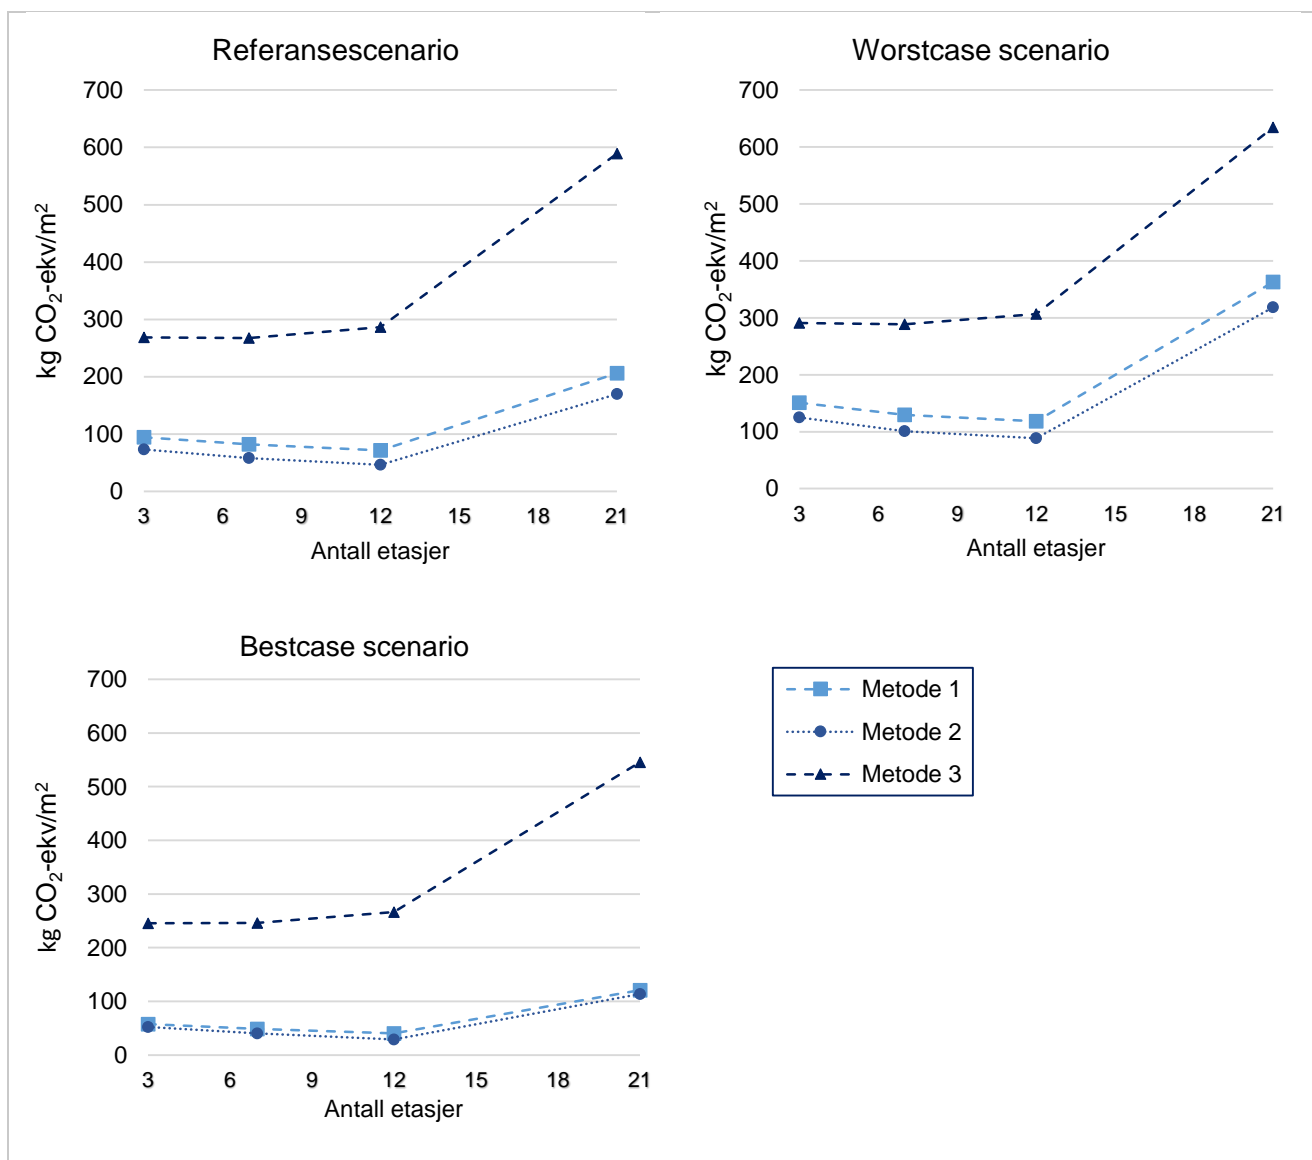 Referansescenario
700
600
500
400
300
200
100
0
kg CO₂-ekv/m²
3 6 9 12 15 18 21
Antall etasjer
Worstcase scenario
700
600
500
400
300
200
100
0
kg CO₂-ekv/m²
3 6 9 12 15 18 21
Antall etasjer
Bestcase scenario
700
600
500
400
300
200
100
0
kg CO₂-ekv/m²
3 6 9 12 15 18 21
Antall etasjer
Metode 1
Metode 2
Metode 3